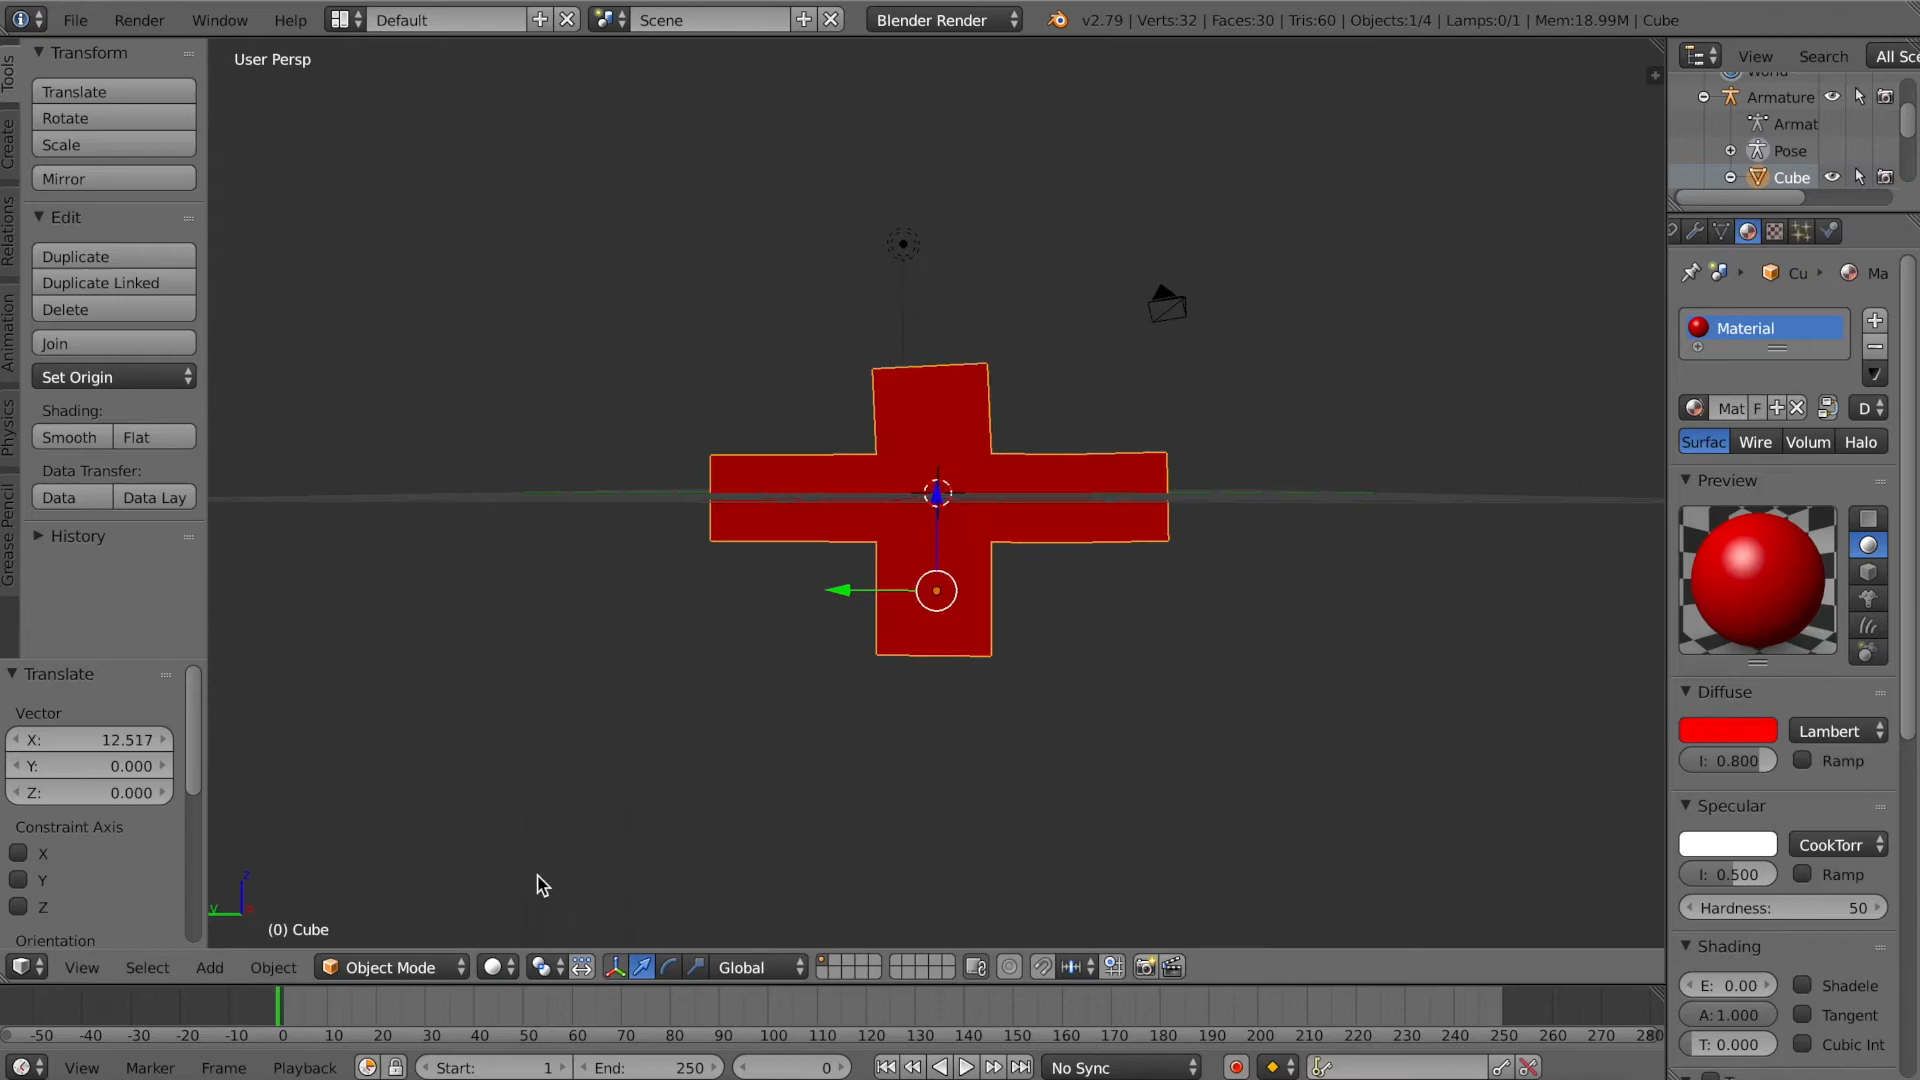 File Render Window Help Default Scene Blender Render v2.79 | Verts:32 | Faces:30 | Tris:60 | Objects:1/4 | Lamps:0/1 | Mem:18.99M | Cube
Tools
Create
Relations
Animation
Physics
Grease Pencil
Transform
Translate
Rotate
Scale
Mirror
Edit
Duplicate
Duplicate Linked
Delete
Join
Set Origin
Shading:
Smooth Flat
Data Transfer:
Data Data Lay
History
Translate
Vector
X: 12.517
Y: 0.000
Z: 0.000
Constraint Axis
X
Y
Z
Orientation
User Persp
z
y
(0) Cube
View Search All Sce
World
Armature
Armat
Pose
Cube
Cu Ma
Material
Mat F D
Surfac Wire Volum Halo
Preview
Diffuse
Lambert
I: 0.800 Ramp
Specular
CookTorr
I: 0.500 Ramp
Hardness: 50
Shading
E: 0.00 Shadele
A: 1.000 Tangent
T: 0.000 Cubic Int
View Select Add Object Object Mode Global
-50 -40 -30 -20 -10 0 10 20 30 40 50 60 70 80 90 100 110 120 130 140 150 160 170 180 190 200 210 220 230 240 250 260 270 280
View Marker Frame Playback Start: 1 End: 250 0 No Sync